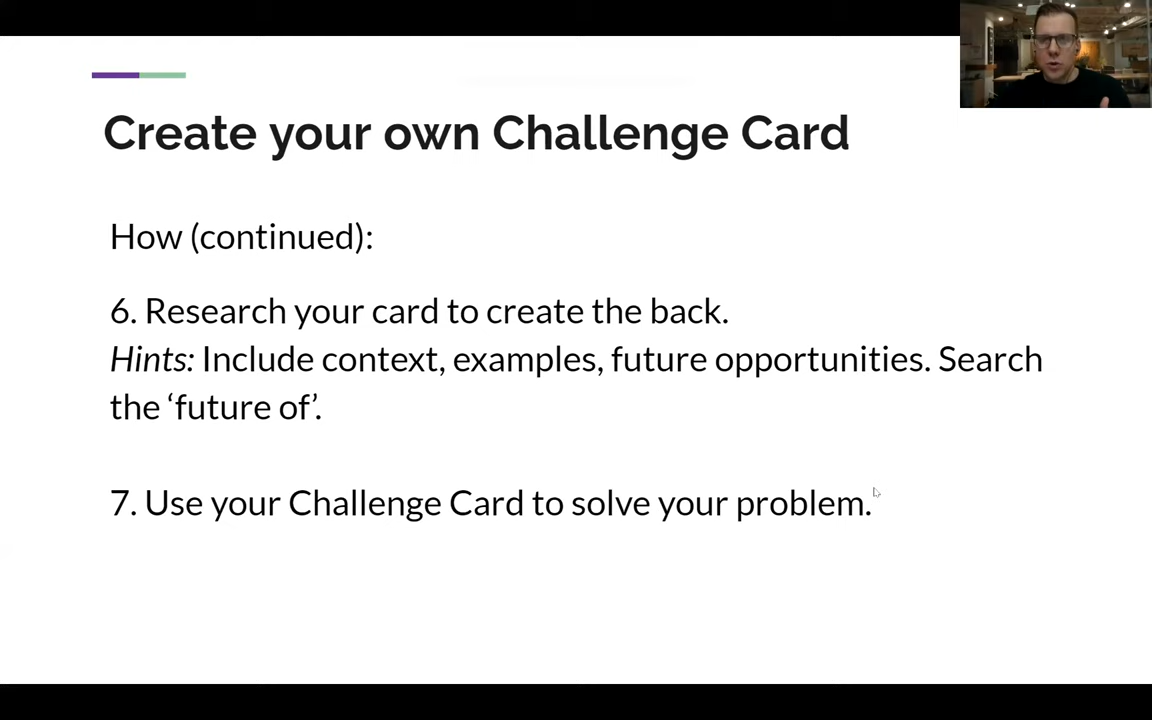 Create your own Challenge Card
How (continued):
6. Research your card to create the back.
Hints: Include context, examples, future opportunities. Search
the ‘future of’.
7. Use your Challenge Card to solve your problem.